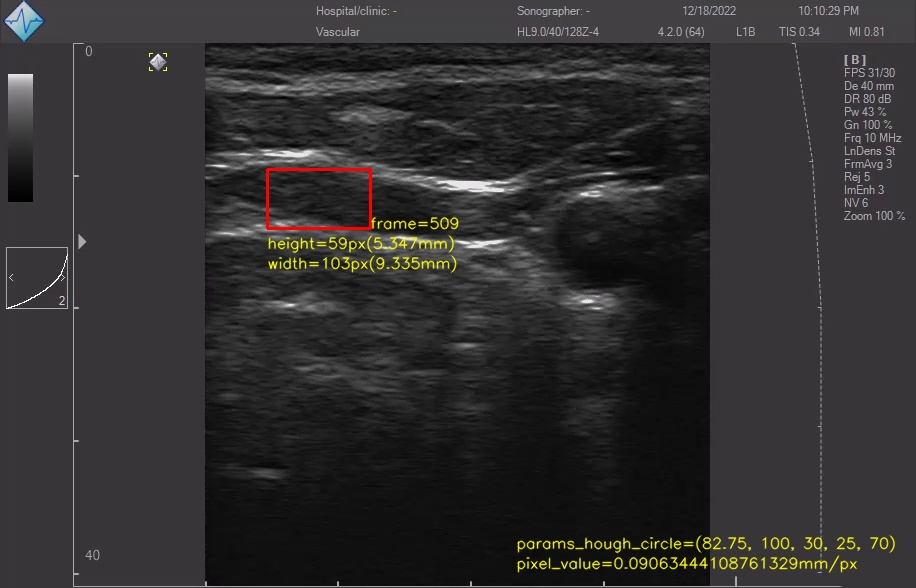 Hospital/clinic: - Sonographer: - 12/18/2022 10:10:29 PM
Vascular HL9.0/40/128Z-4 4.2.0 (64) L1B TIS 0.34 MI 0.81
0
[ B ]
FPS 31/30
De 40 mm
DR 80 dB
Pw 43 %
Gn 100 %
Frq 10 MHz
LnDens St
FrmAvg 3
Rej 5
ImEnh 3
NV 6
Zoom 100 %
frame=509
height=59px(5.347mm)
width=103px(9.335mm)
2
40
params_hough_circle=(82.75, 100, 30, 25, 70)
pixel_value=0.09063444108761329mm/px